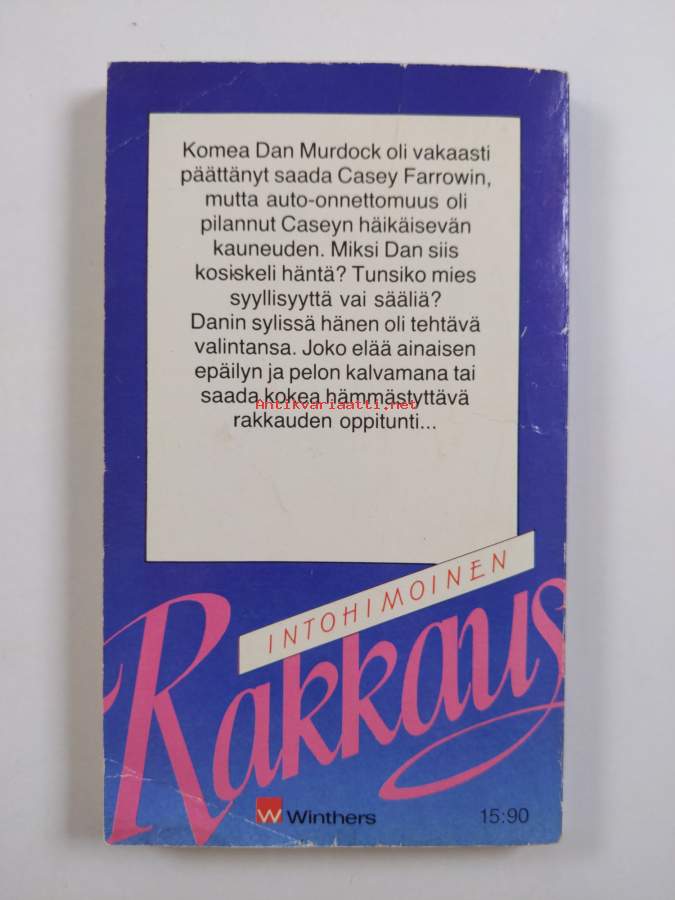 Komea Dan Murdock oli vakaasti
päättänyt saada Casey Farrowin,
mutta auto-onnettomuus oli
pilannut Caseyn häikäisevän
kauneuden. Miksi Dan siis
kosiskeli häntä? Tunsiko mies
syyllisyyttä vai sääliä?
Danin sylissä hänen oli tehtävä
valintansa. Joko elää ainaisen
epäilyn ja pelon kalvamana tai
saada kokea hämmästyttävä
Antikvariaatti.net
rakkauden oppitunti...
INTOHIMOINEN
Rakkaus
W Winthers
15:90